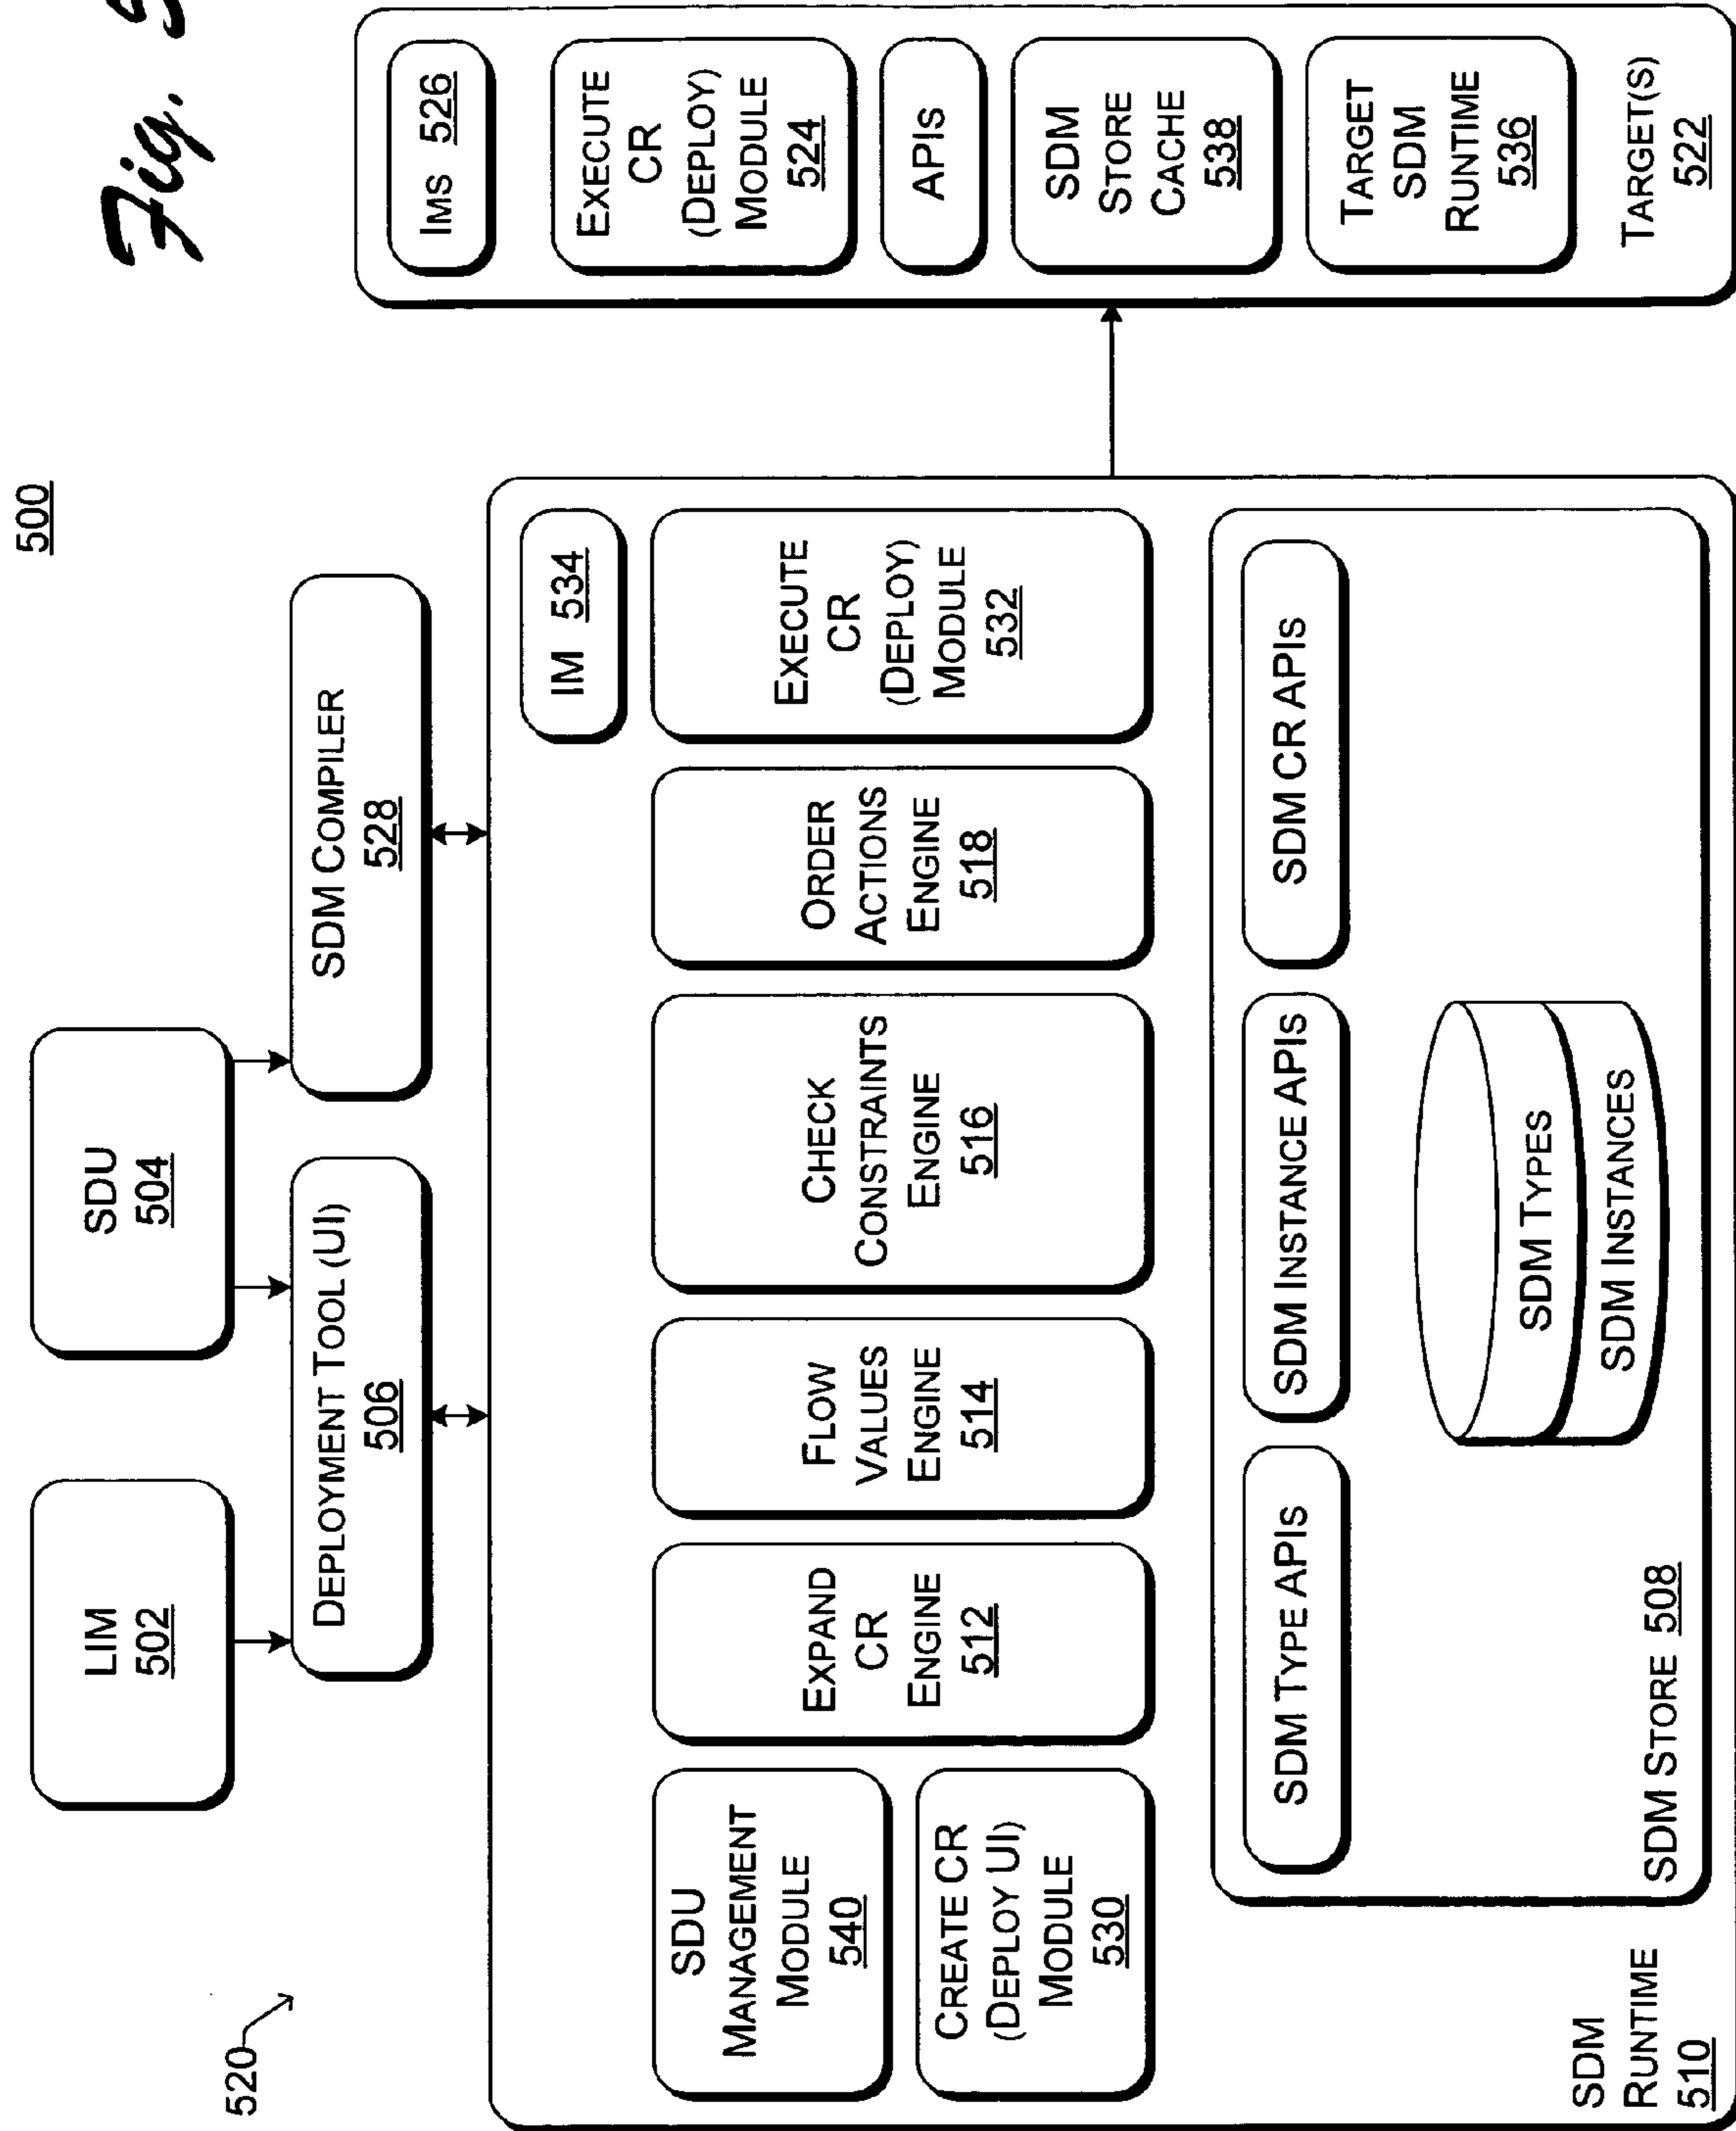 500
Fig.
LIM
502
SDU
504
520
DEPLOYMENT TOOL (UI)
506
SDM COMPILER
528
IM 534
SDU
MANAGEMENT
MODULE
540
CREATE CR
(DEPLOY UI)
MODULE
530
EXPAND
CR
ENGINE
512
FLOW
VALUES
ENGINE
514
CHECK
CONSTRAINTS
ENGINE
516
ORDER
ACTIONS
ENGINE
518
EXECUTE
CR
(DEPLOY)
MODULE
532
SDM TYPE APIs
SDM INSTANCE APIs
SDM CR APIs
SDM TYPES
SDM INSTANCES
SDM STORE 508
SDM
RUNTIME
510
IMs 526
EXECUTE
CR
(DEPLOY)
MODULE
524
APIs
SDM
STORE
CACHE
538
TARGET
SDM
RUNTIME
536
TARGET(S)
522